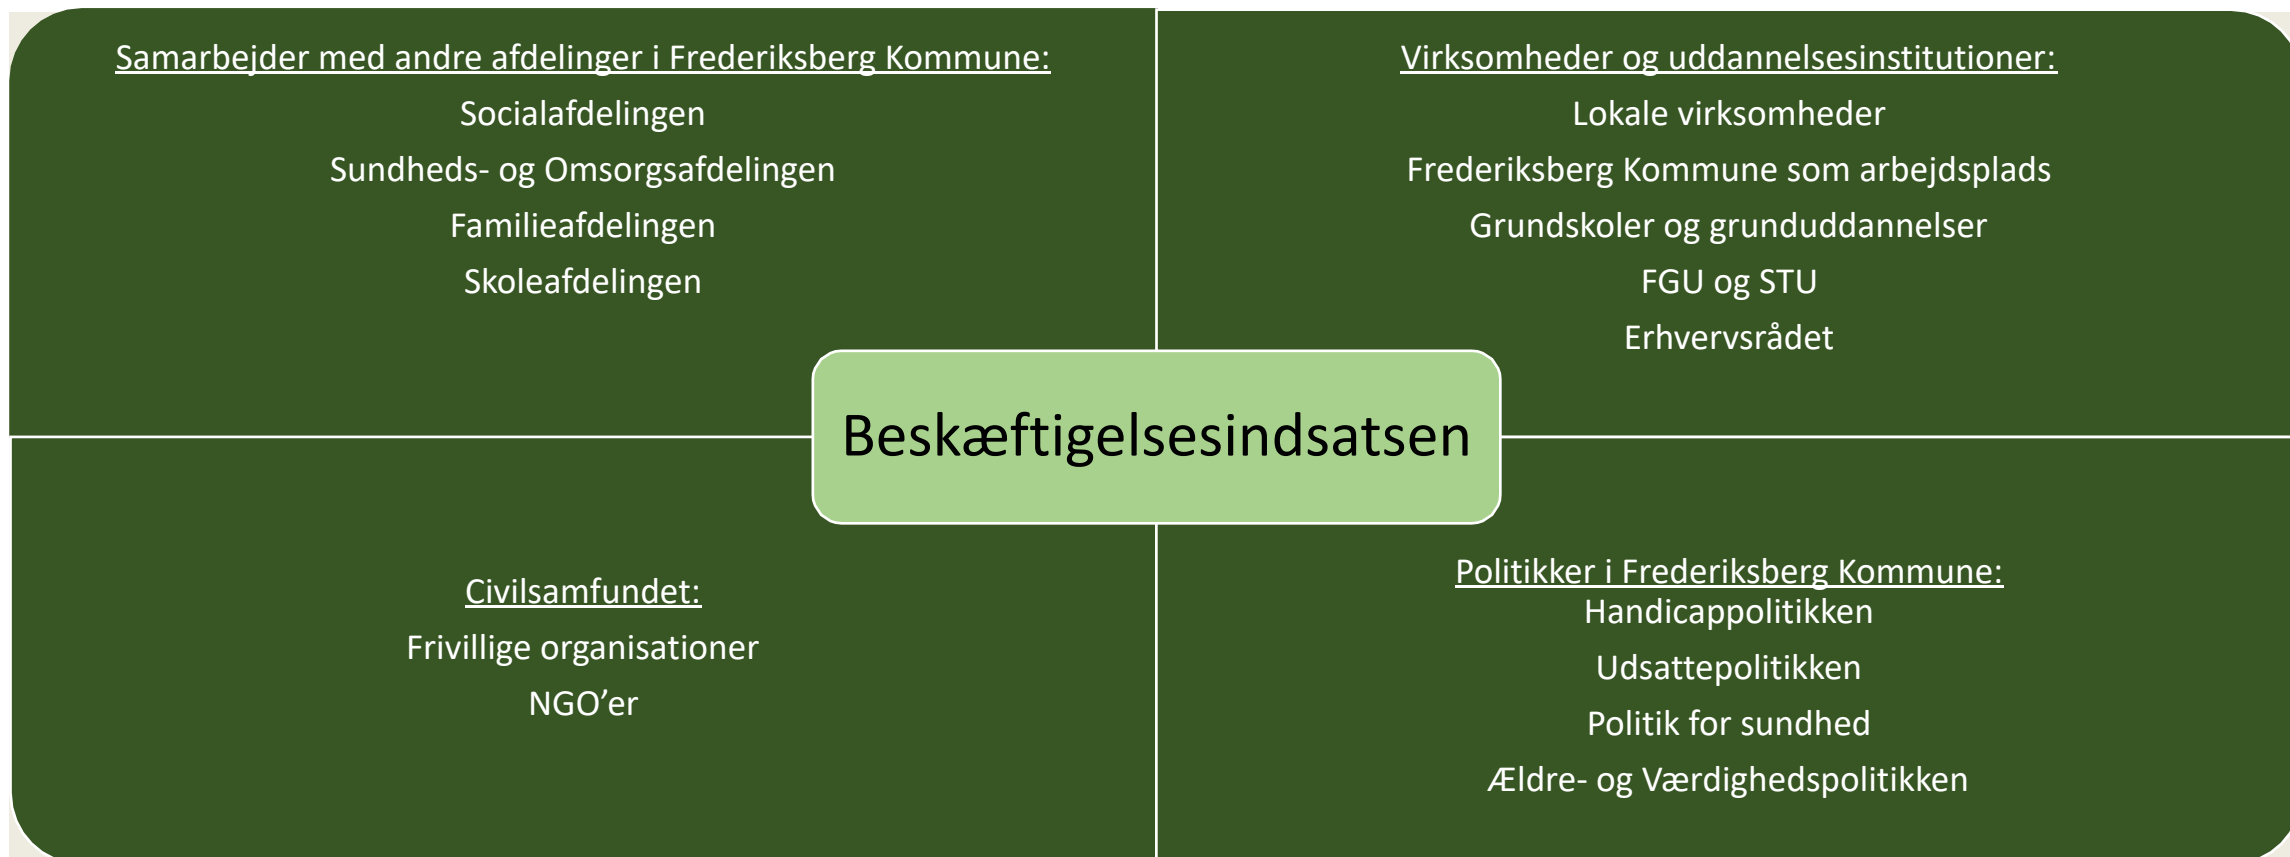 Samarbejder med andre afdelinger i Frederiksberg Kommune:
Socialafdelingen
Sundheds- og Omsorgsafdelingen
Familieafdelingen
Skoleafdelingen
Virksomheder og uddannelsesinstitutioner:
Lokale virksomheder
Frederiksberg Kommune som arbejdsplads
Grundskoler og grunduddannelser
FGU og STU
Erhvervsrådet
Beskæftigelsesindsatsen
Civilsamfundet:
Frivillige organisationer
NGO’er
Politikker i Frederiksberg Kommune:
Handicappolitikken
Udsattepolitikken
Politik for sundhed
Ældre- og Værdighedspolitikken